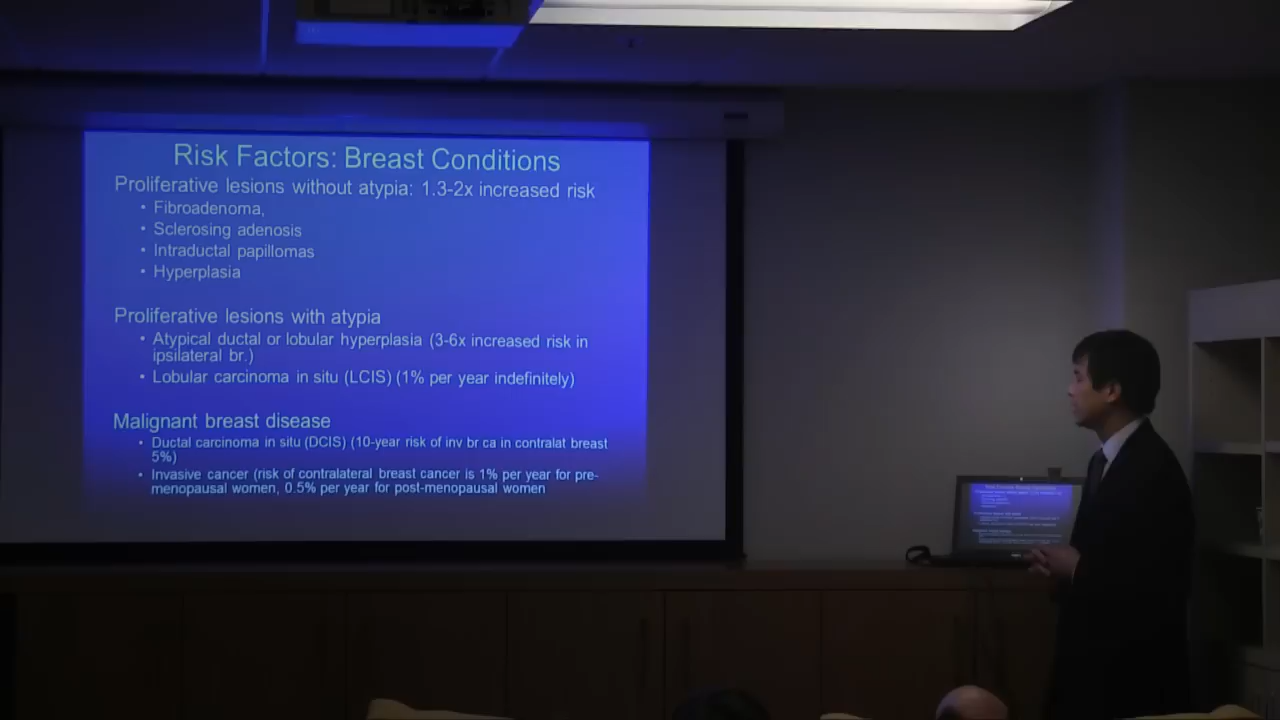 Risk Factors: Breast Conditions
Proliferative lesions without atypia: 1.3-2x increased risk
• Fibroadenoma,
• Sclerosing adenosis
• Intraductal papillomas
• Hyperplasia
Proliferative lesions with atypia
• Atypical ductal or lobular hyperplasia (3-6x increased risk in
ipsilateral br.)
• Lobular carcinoma in situ (LCIS) (1% per year indefinitely)
Malignant breast disease
• Ductal carcinoma in situ (DCIS) (10-year risk of inv br ca in contralat breast
5%)
• Invasive cancer (risk of contralateral breast cancer is 1% per year for pre-
menopausal women, 0.5% per year for post-menopausal women